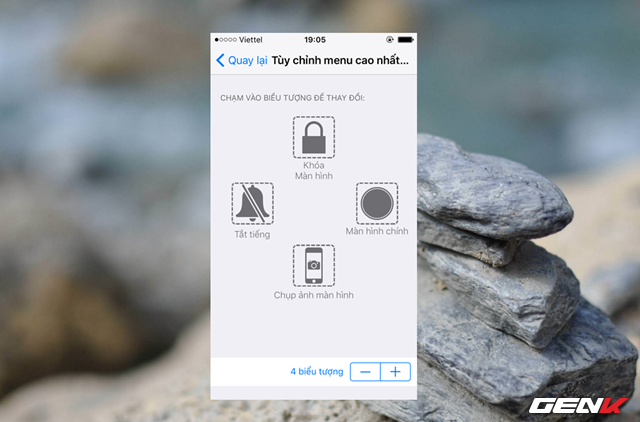 Viettel 19:05
Quay lại Tùy chỉnh menu cao nhất...
CHẠM VÀO BIỂU TƯỢNG ĐỂ THAY ĐỔI:
Khóa
Màn hình
Tắt tiếng
Màn hình chính
Chụp ảnh màn hình
4 biểu tượng
GENK